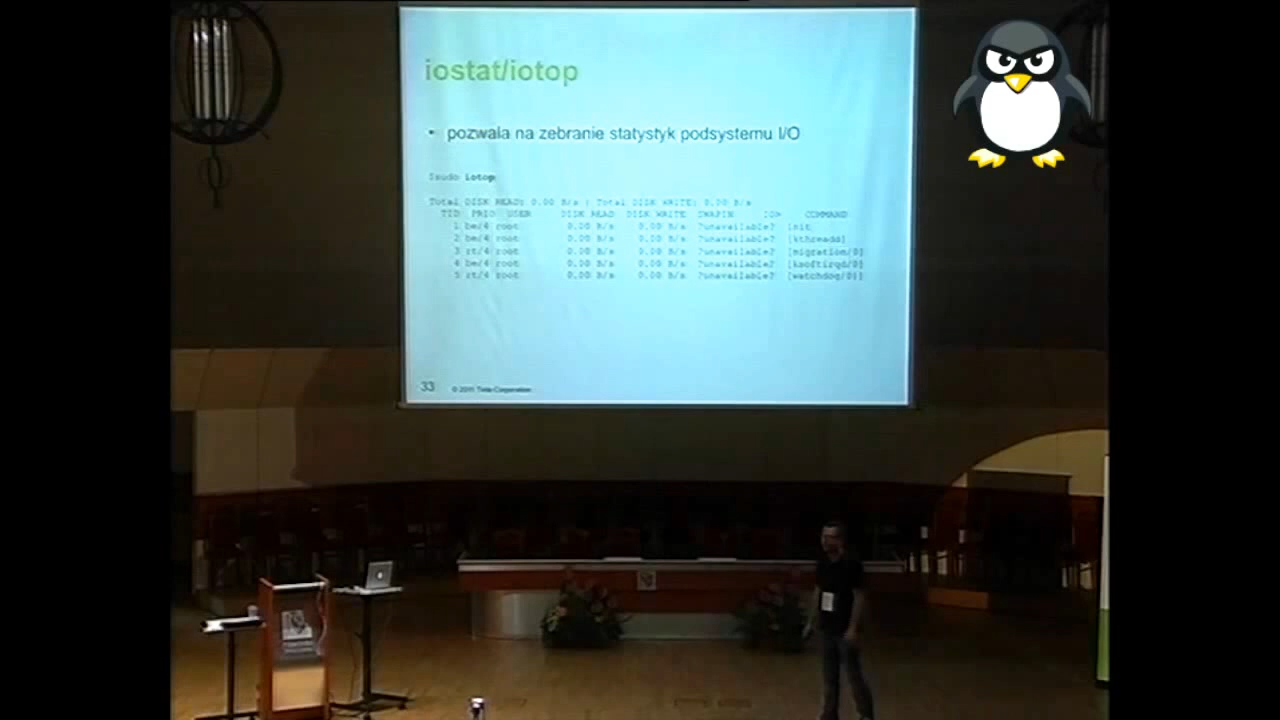 iostat/iotop
• pozwala na zebranie statystyk podsystemu I/O
$sudo iotop
Total DISK READ: 0.00 B/s | Total DISK WRITE: 0.00 B/s
TID PRIO USER DISK READ DISK WRITE SWAPIN IO> COMMAND
1 be/4 root 0.00 B/s 0.00 B/s ?unavailable? init
2 be/4 root 0.00 B/s 0.00 B/s ?unavailable? [kthreadd]
3 rt/4 root 0.00 B/s 0.00 B/s ?unavailable? [migration/0]
4 be/4 root 0.00 B/s 0.00 B/s ?unavailable? [ksoftirqd/0]
5 rt/4 root 0.00 B/s 0.00 B/s ?unavailable? [watchdog/0]
33 © 2011 Corporation